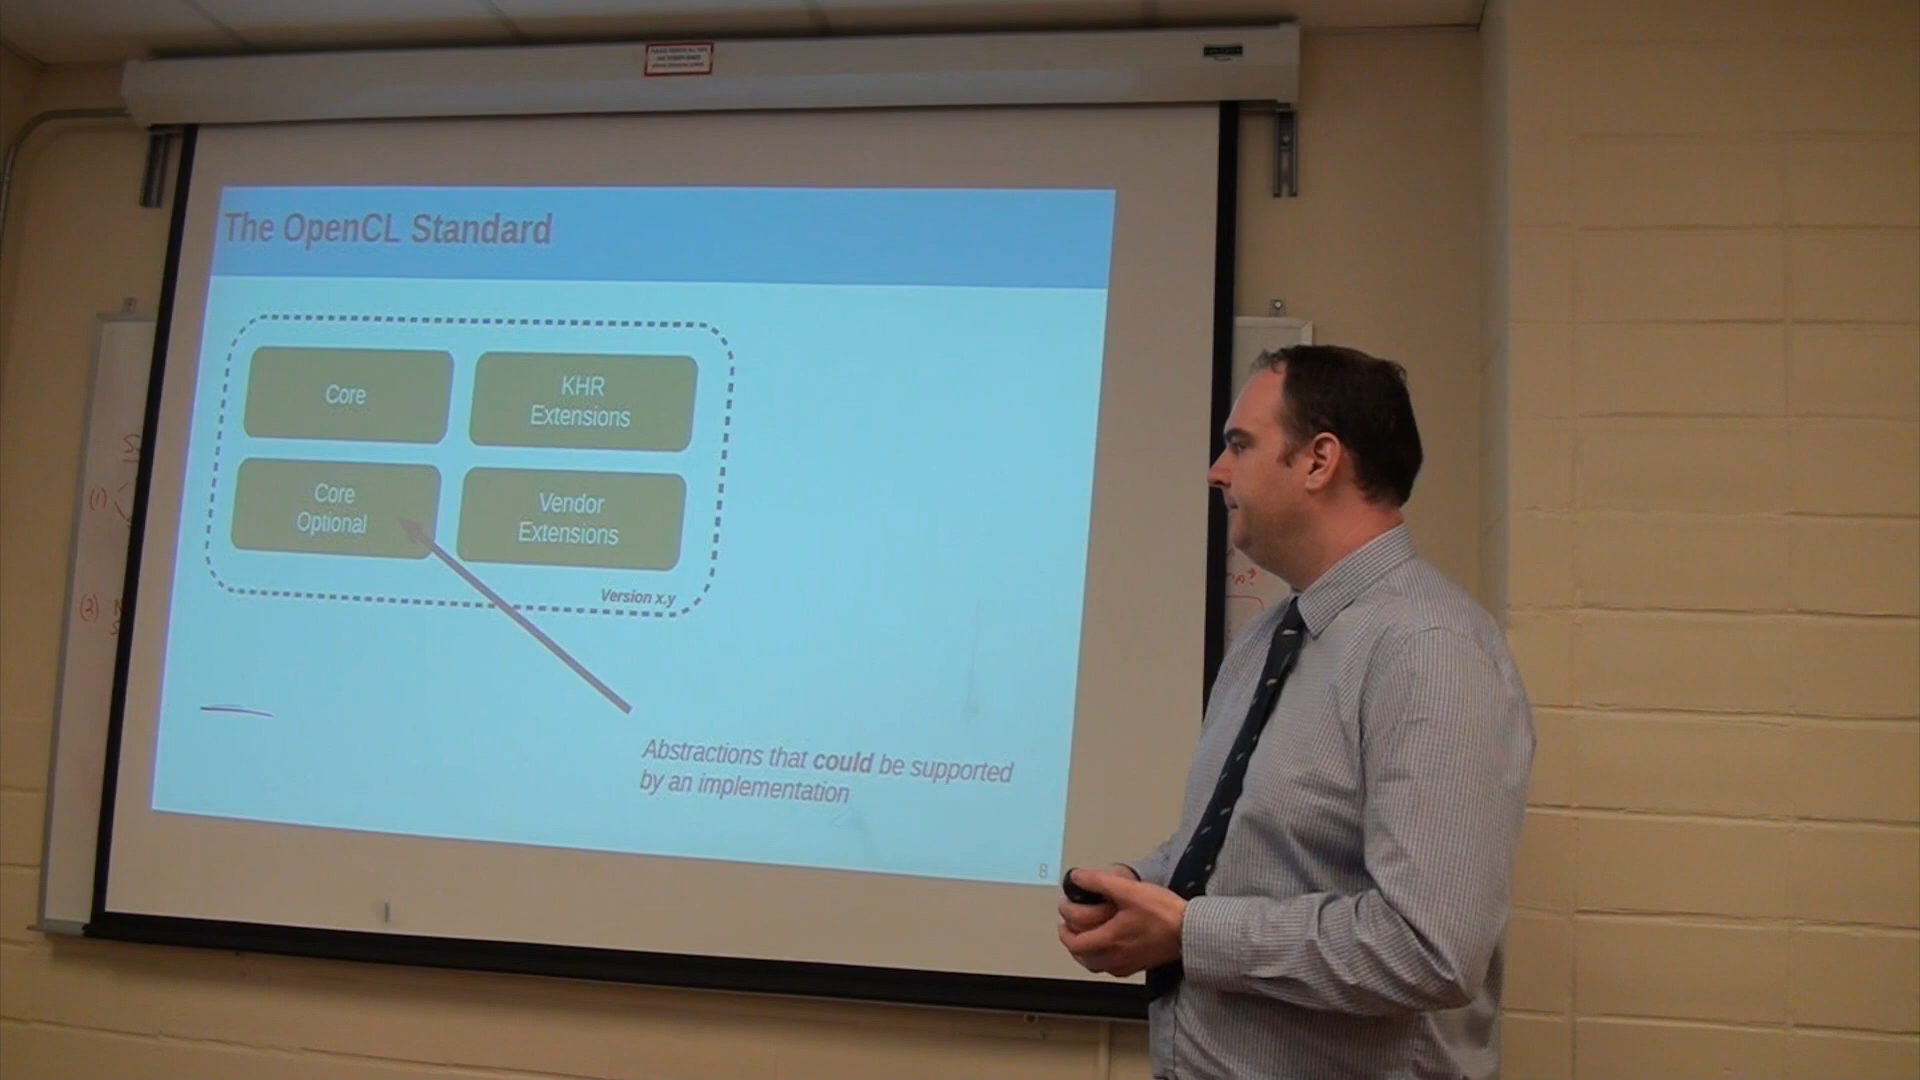 The OpenCL Standard
Core
KHR
Extensions
Core
Optional
Vendor
Extensions
Version x.y
Abstractions that could be supported
by an implementation
8
(1)